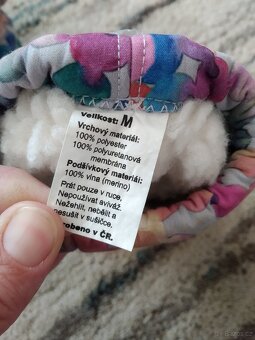 Velikost: M
Vrchový materiál:
100% polyester
100% polyuretanová
membrána
Podšívkový materiál:
100% vlna (merino)
Prát pouze v ruce.
Nepoužívat aviváž.
Nežehlit, nebělit a
nesušit v sušičce.
robeno v ČR.